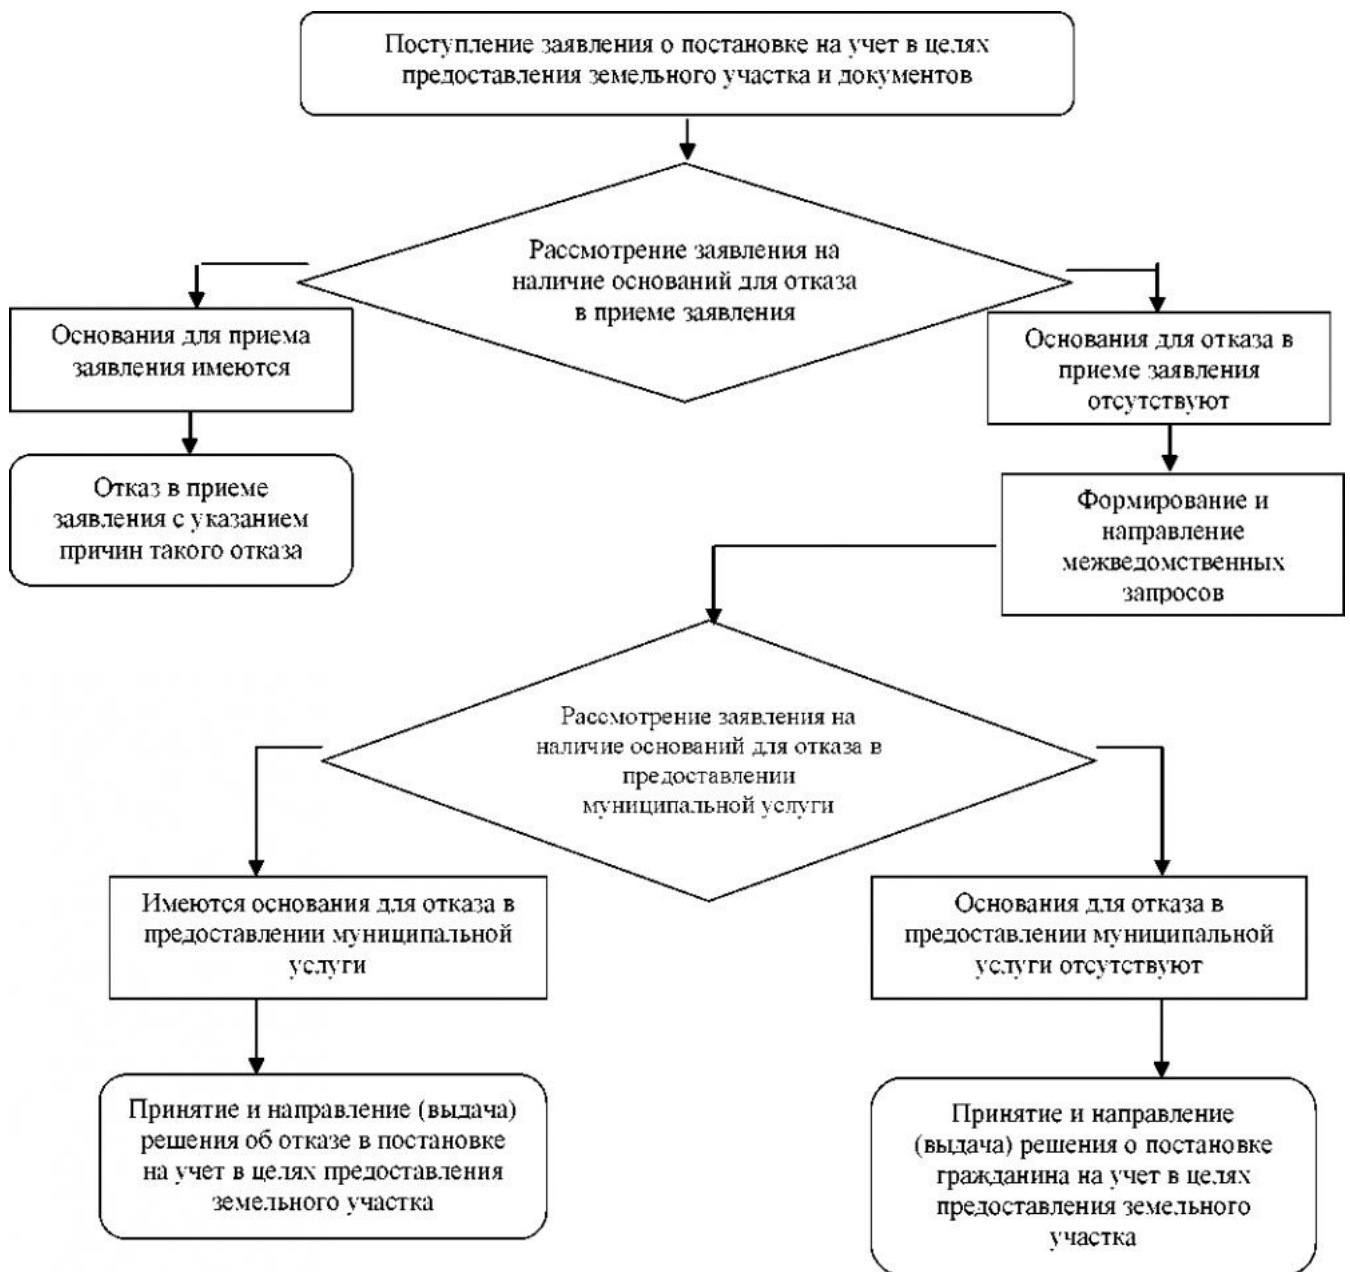 Поступление заявления о постановке на учет в целях
предоставления земельного участка и документов
Рассмотрение заявления на
наличие оснований для отказа
в приеме заявления
Основания для приема
заявления имеются
Основания для отказа в
приеме заявления
отсутствуют
Отказ в приеме
заявления с указанием
причин такого отказа
Формирование и
направление
межведомственных
запросов
Рассмотрение заявления на
наличие оснований для отказа в
предоставлении
муниципальной услуги
Имеются основания для отказа в
предоставлении муниципальной
услуги
Основания для отказа в
предоставлении муниципальной
услуги отсутствуют
Принятие и направление (выдача)
решения об отказе в постановке
на учет в целях предоставления
земельного участка
Принятие и направление
(выдача) решения о постановке
гражданина на учет в целях
предоставления земельного
участка